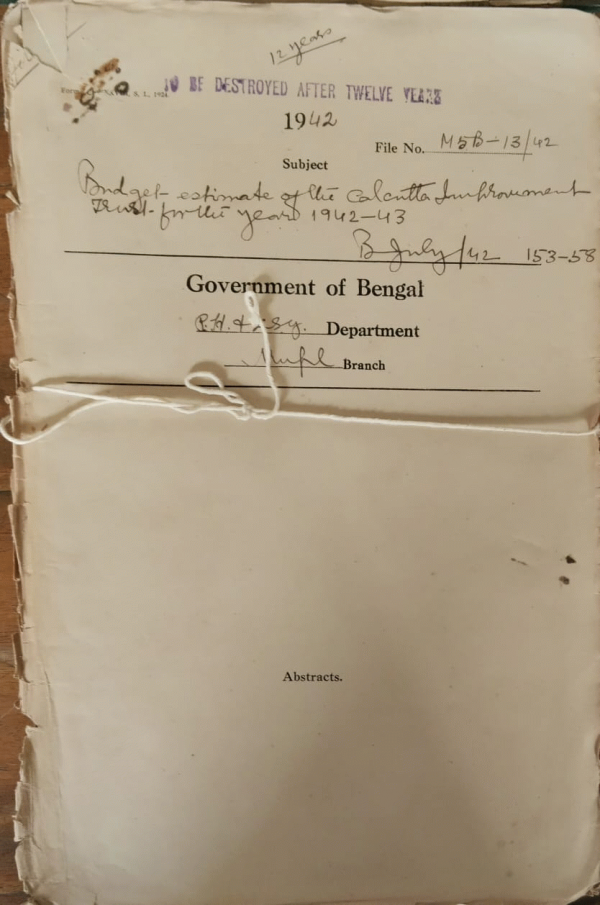 12 years
TO BE DESTROYED AFTER TWELVE YEARS
1942
File No. M5B-13/42
Subject
Budget estimate of the Calcutta Improvement
Trust for the year 1942-43
B July/42 153-58
Government of Bengal
P.H. & L.S.G. Department
Branch
Abstracts.